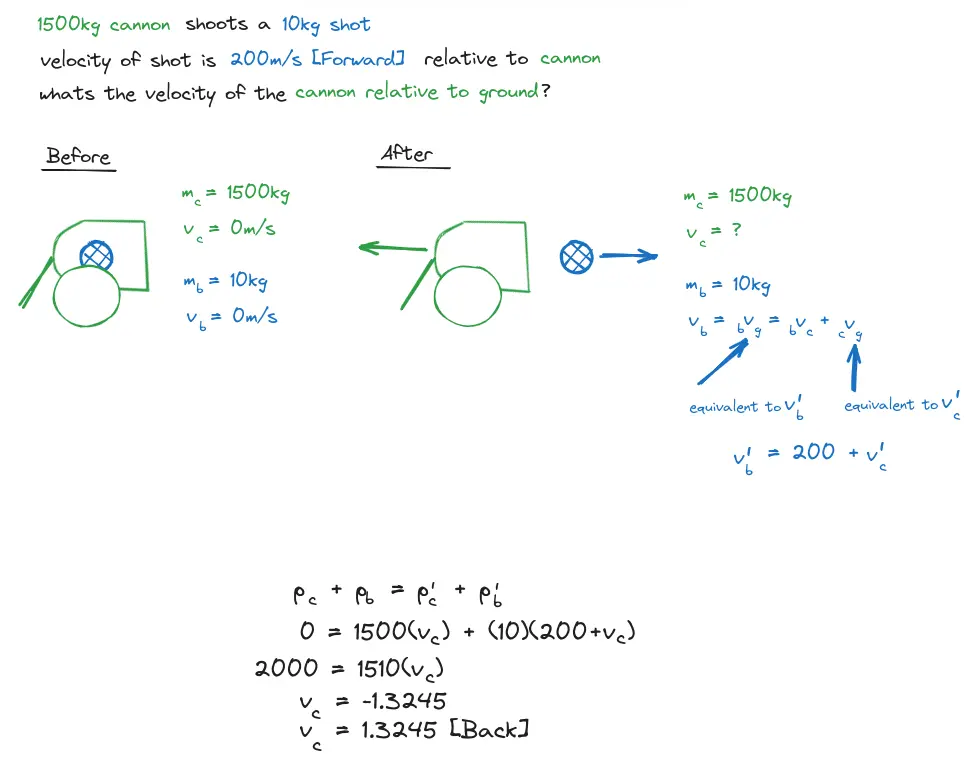 1500kg cannon shoots a 10kg shot
velocity of shot is 200m/s [Forward] relative to cannon
whats the velocity of the cannon relative to ground?
Before
m_c = 1500kg
v_c = 0m/s
m_b = 10kg
v_b = 0m/s
After
m_c = 1500kg
v_c = ?
m_b = 10kg
v_b = _bv_g = _bv_c + _cv_g
equivalent to v_b'
equivalent to v_c'
v_b' = 200 + v_c'
p_c + p_b = p_c' + p_b'
0 = 1500(v_c) + (10)(200+v_c)
2000 = 1510(v_c)
v_c = -1.3245
v_c = 1.3245 [Back]